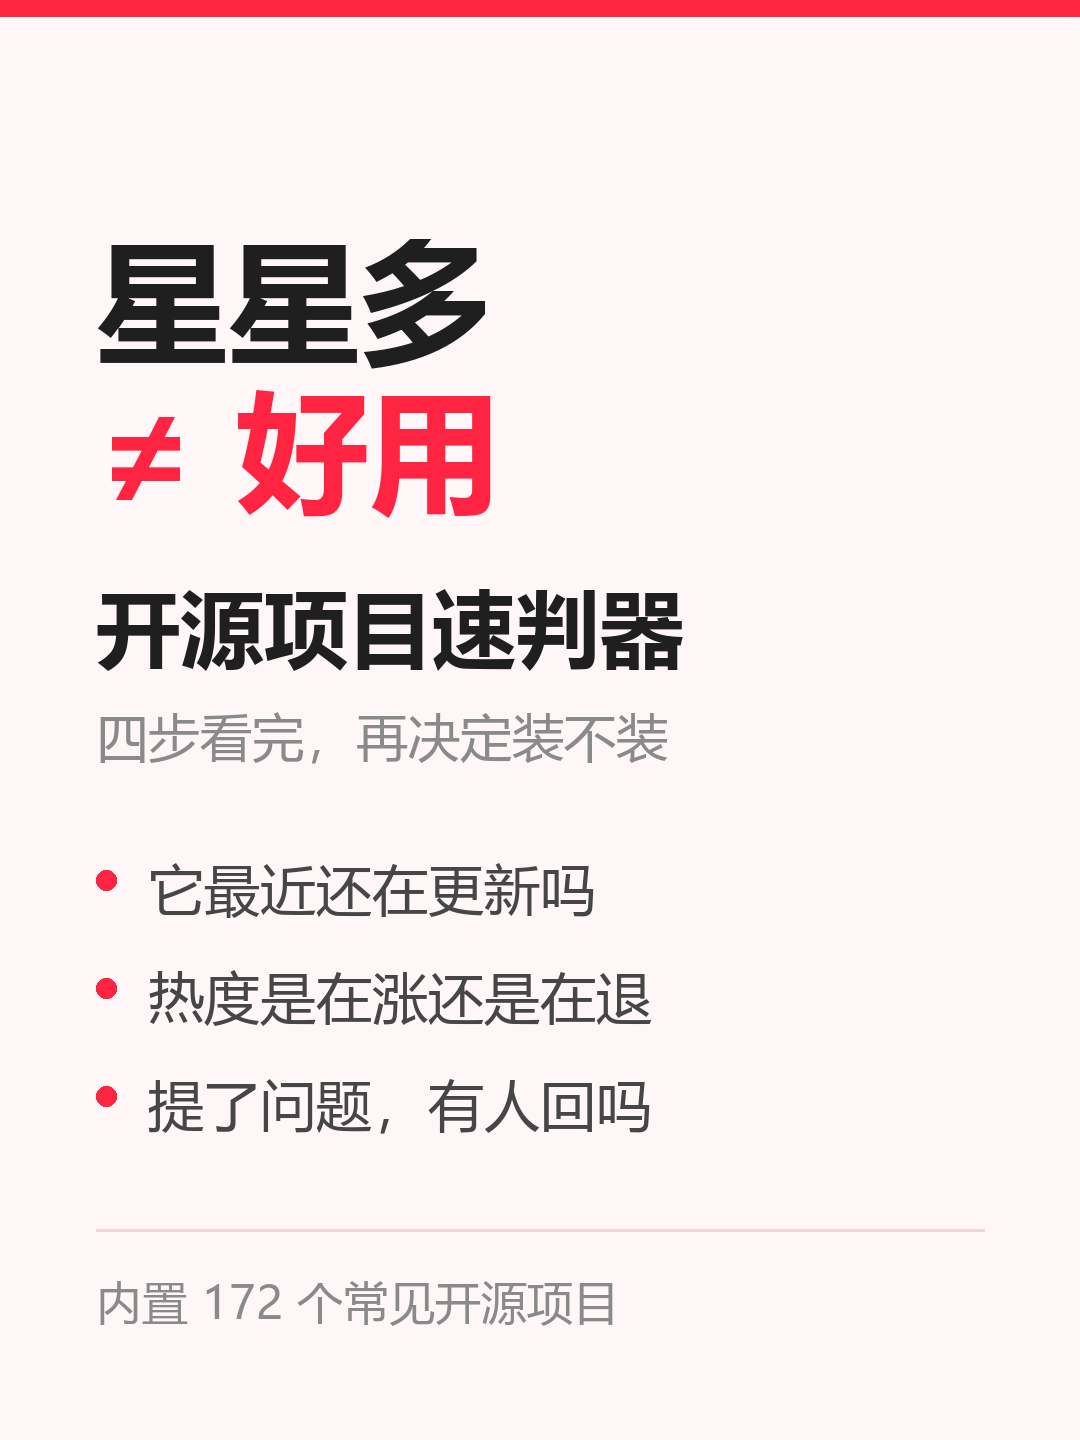 星星多
≠ 好用
开源项目速判器
四步看完，再决定装不装
它最近还在更新吗
热度是在涨还是在退
提了问题，有人回吗
内置 172 个常见开源项目